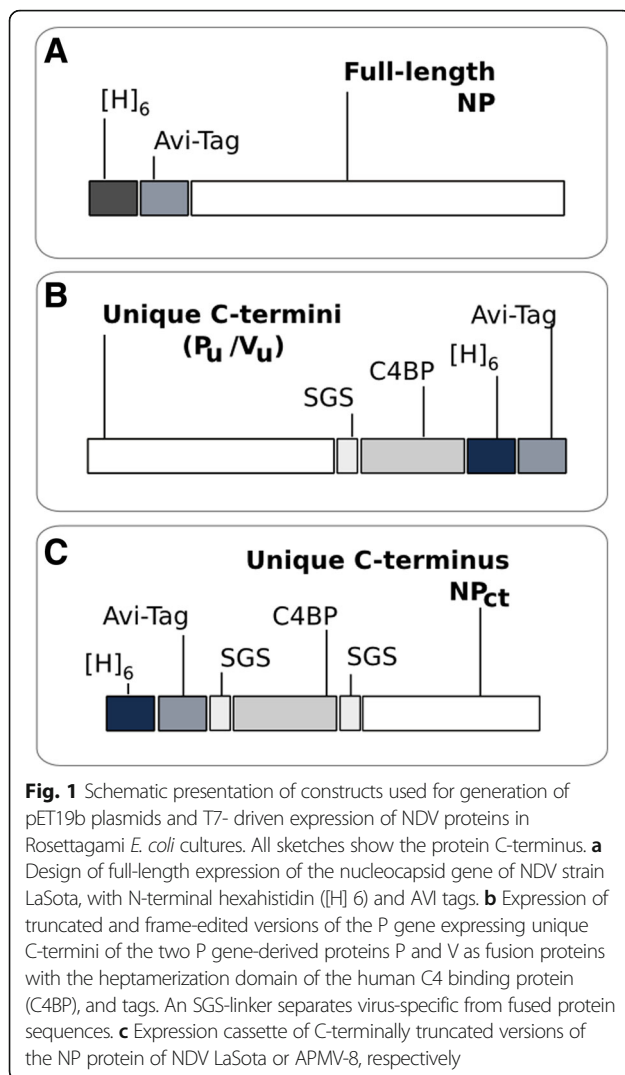 A
Full-length
NP
[H]6
Avi-Tag
B
Unique C-termini
(Pu/Vu)
Avi-Tag
[H]6
C4BP
SGS
C
Unique C-terminus
NPct
Avi-Tag
C4BP
[H]6
SGS
SGS
Fig. 1 Schematic presentation of constructs used for generation of
pET19b plasmids and T7- driven expression of NDV proteins in
Rosettagami E. coli cultures. All sketches show the protein C-terminus. a
Design of full-length expression of the nucleocapsid gene of NDV strain
LaSota, with N-terminal hexahistidin ([H] 6) and AVI tags. b Expression of
truncated and frame-edited versions of the P gene expressing unique
C-termini of the two P gene-derived proteins P and V as fusion proteins
with the heptamerization domain of the human C4 binding protein
(C4BP), and tags. An SGS-linker separates virus-specific from fused protein
sequences. c Expression cassette of C-terminally truncated versions of
the NP protein of NDV LaSota or APMV-8, respectively